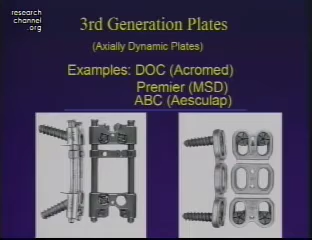 research
channel
.org
3rd Generation Plates
(Axially Dynamic Plates)
Examples: DOC (Acromed)
Premier (MSD)
ABC (Aesculap)